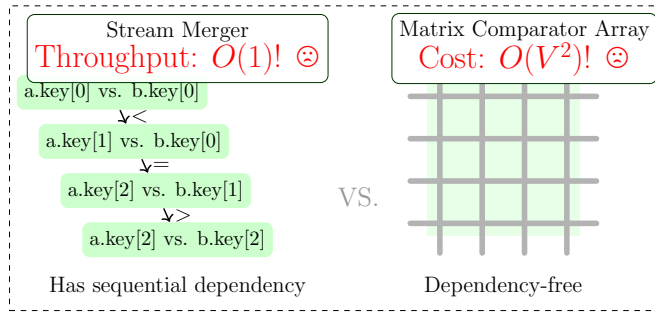 Stream Merger
Throughput: O(1)! ☹
a.key[0] vs. b.key[0]
<
a.key[1] vs. b.key[0]
=
a.key[2] vs. b.key[1]
>
a.key[2] vs. b.key[2]
Has sequential dependency
VS.
Matrix Comparator Array
Cost: O(V²)! ☹
Dependency-free